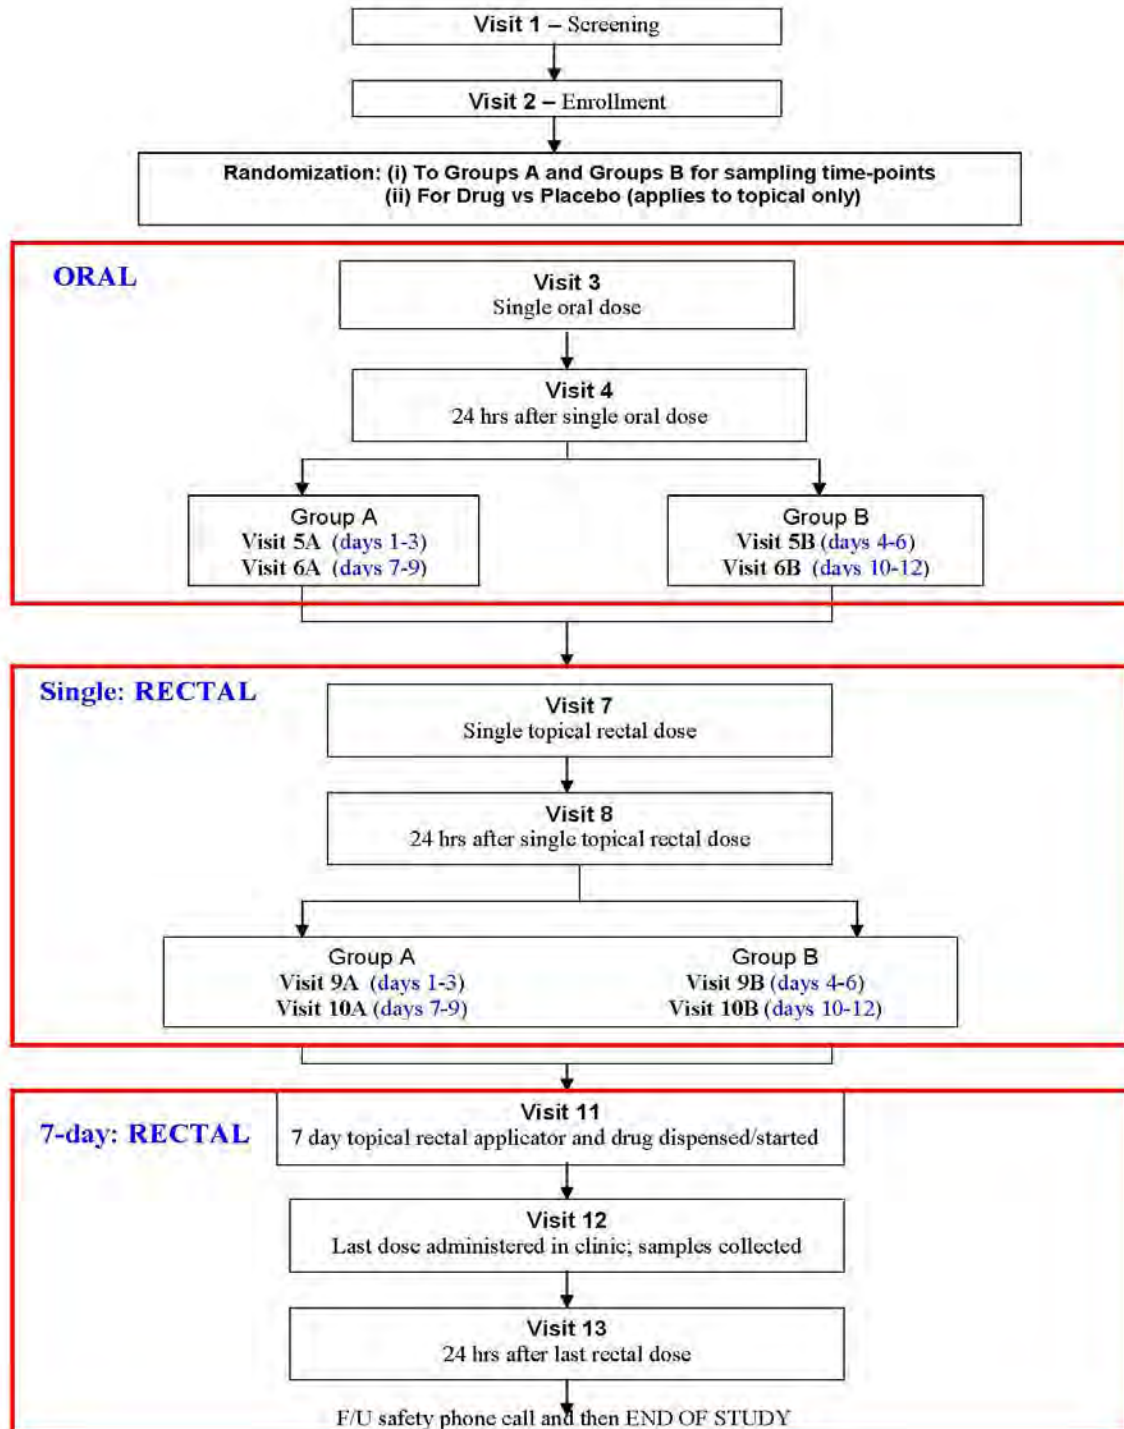 Visit 1 – Screening
Visit 2 – Enrollment
Randomization: (i) To Groups A and Groups B for sampling time-points
(ii) For Drug vs Placebo (applies to topical only)
ORAL
Visit 3
Single oral dose
Visit 4
24 hrs after single oral dose
Group A
Visit 5A (days 1-3)
Visit 6A (days 7-9)
Group B
Visit 5B (days 4-6)
Visit 6B (days 10-12)
Single: RECTAL
Visit 7
Single topical rectal dose
Visit 8
24 hrs after single topical rectal dose
Group A
Visit 9A (days 1-3)
Visit 10A (days 7-9)
Group B
Visit 9B (days 4-6)
Visit 10B (days 10-12)
7-day: RECTAL
Visit 11
7 day topical rectal applicator and drug dispensed/started
Visit 12
Last dose administered in clinic; samples collected
Visit 13
24 hrs after last rectal dose
F/U safety phone call and then END OF STUDY